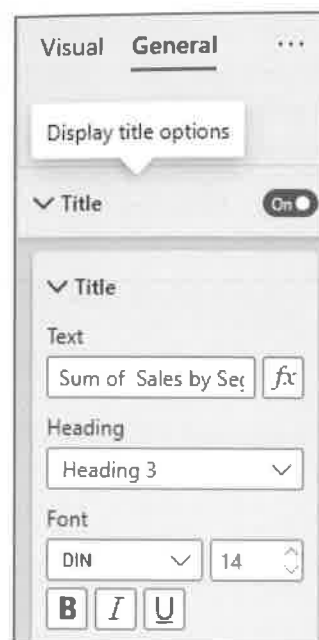 Visual General ...
Display title options
Title On
Title
Text
Sum of Sales by Seg fx
Heading
Heading 3
Font
DIN 14
B I U